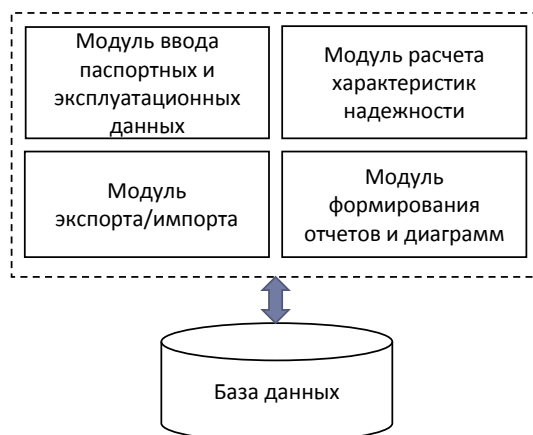 Модуль ввода
паспортных и
эксплуатационных
данных
Модуль расчета
характеристик
надежности
Модуль
экспорта/импорта
Модуль
формирования
отчетов и диаграмм
База данных